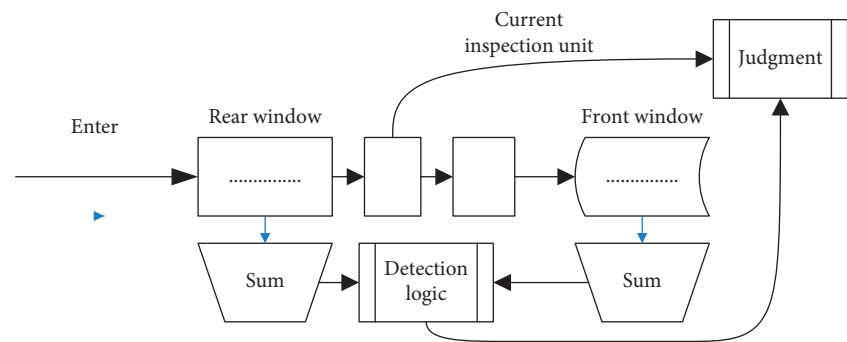 Current
inspection unit
Judgment
Enter
Rear window
Front window
...............
...............
Sum
Detection
logic
Sum